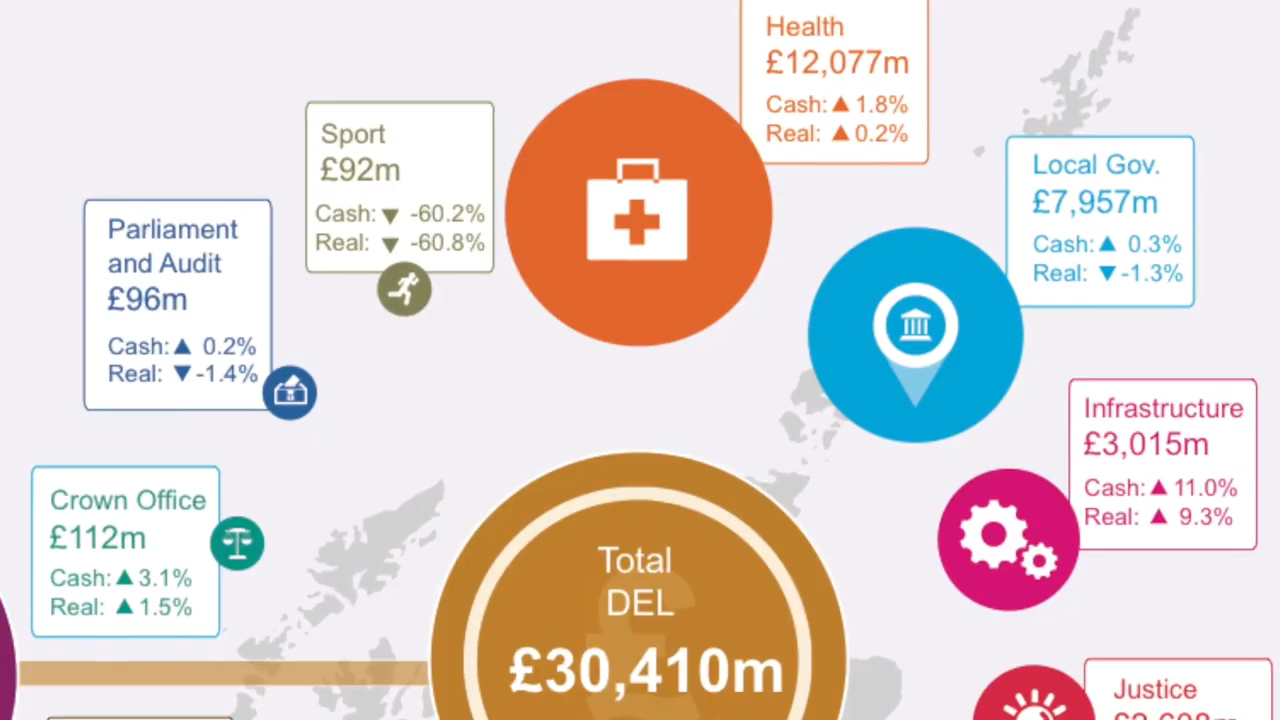 Health
£12,077m
Cash: ▲ 1.8%
Real: ▲ 0.2%
Sport
£92m
Cash: ▼ -60.2%
Real: ▼ -60.8%
Local Gov.
£7,957m
Cash: ▲ 0.3%
Real: ▼ -1.3%
Parliament
and Audit
£96m
Cash: ▲ 0.2%
Real: ▼ -1.4%
Infrastructure
£3,015m
Cash: ▲ 11.0%
Real: ▲ 9.3%
Crown Office
£112m
Cash: ▲ 3.1%
Real: ▲ 1.5%
Total
DEL
£30,410m
Justice